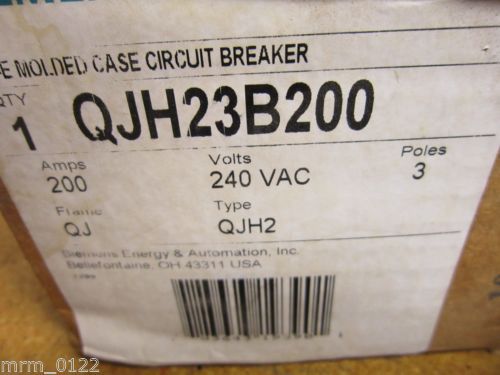 MOLDED CASE CIRCUIT BREAKER
QTY
1 QJH23B200
Amps Volts Poles
200 240 VAC 3
Frame Type
QJ QJH2
Siemens Energy & Automation, Inc.
Bellefontaine, OH 43311 USA
mrm_0122